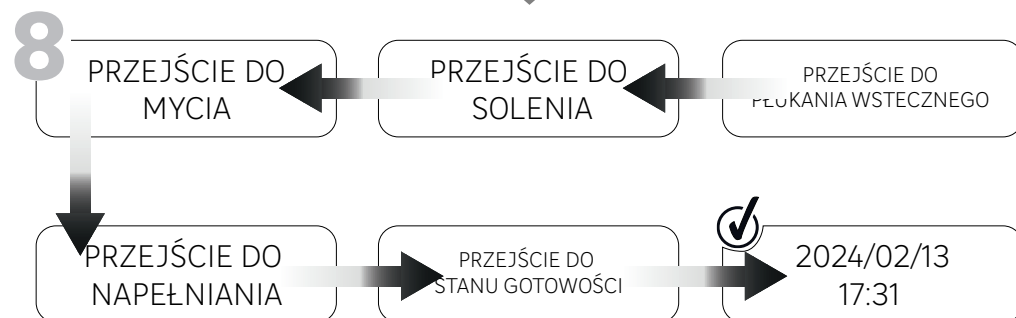 8
PRZEJŚCIE DO
MYCIA
PRZEJŚCIE DO
SOLENIA
PRZEJŚCIE DO
PŁUKANIA WSTECZNEGO
PRZEJŚCIE DO
NAPEŁNIANIA
PRZEJŚCIE DO
STANU GOTOWOŚCI
2024/02/13
17:31